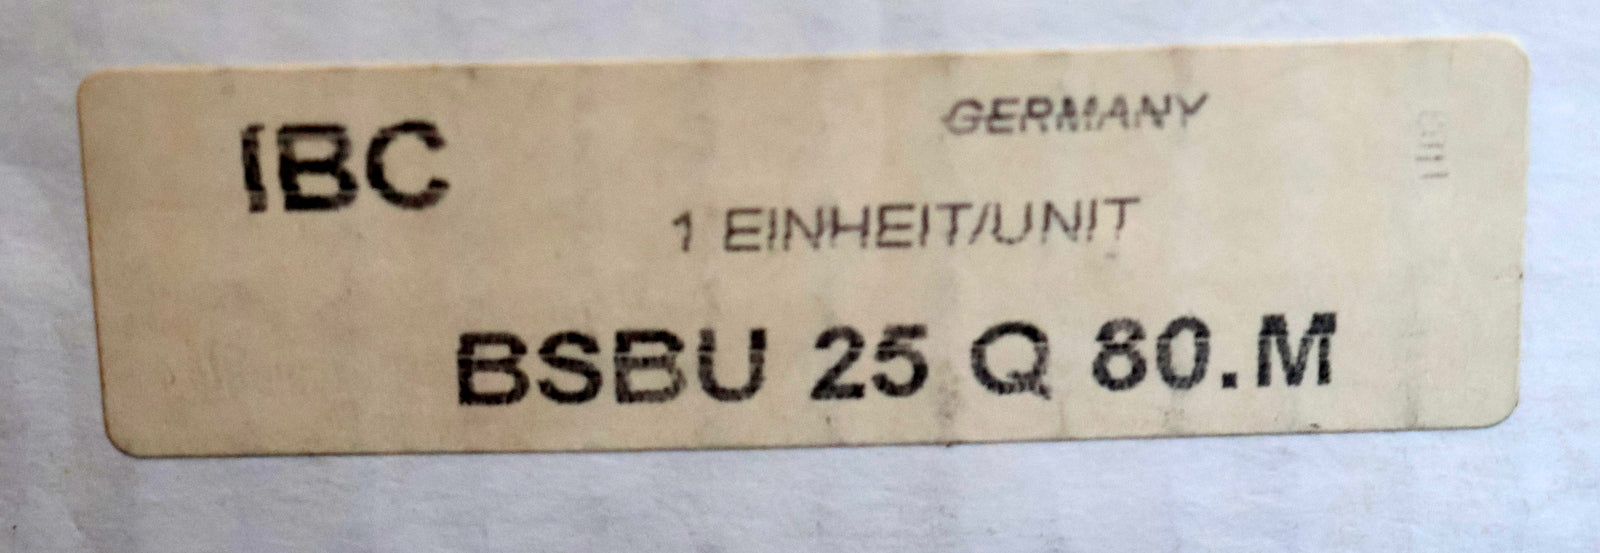 IBC
GERMANY
1 EINHEIT/UNIT
BSBU 25 Q 80.M